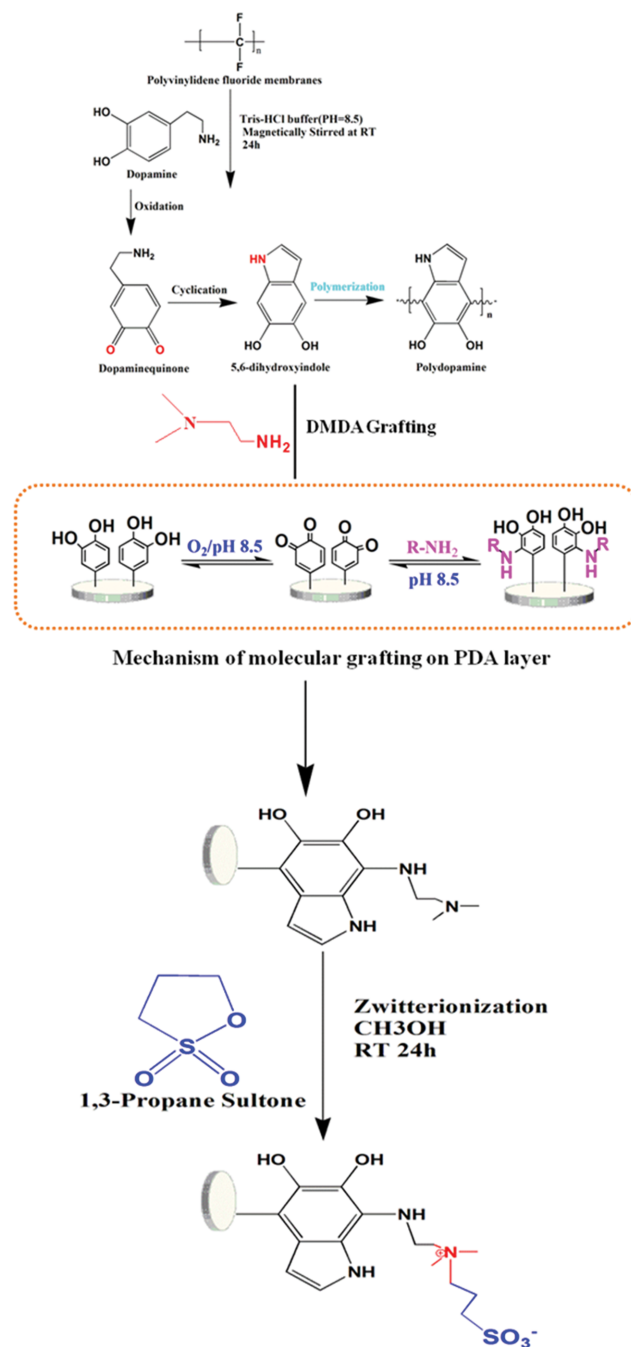 F
C
n
F
Polyvinylidene fluoride membranes
Tris-HCl buffer(PH=8.5)
Magnetically Stirred at RT
24h
HO
HO
NH2
Dopamine
Oxidation
NH2
O
O
Dopaminequinone
Cyclication
HN
HO
OH
5,6-dihydroxyindole
Polymerization
HN
n
HO
OH
Polydopamine
N
NH2
DMDA Grafting
OH
HO
OH
OH
O2/pH 8.5
O
O
O
O
R-NH2
pH 8.5
OH
HO
OH
OH
R
N
H
R
N
H
Mechanism of molecular grafting on PDA layer
HO
OH
NH
N
NH
O
S
O
O
1,3-Propane Sultone
Zwitterionization
CH3OH
RT 24h
HO
OH
NH
⊕N
NH
SO3-